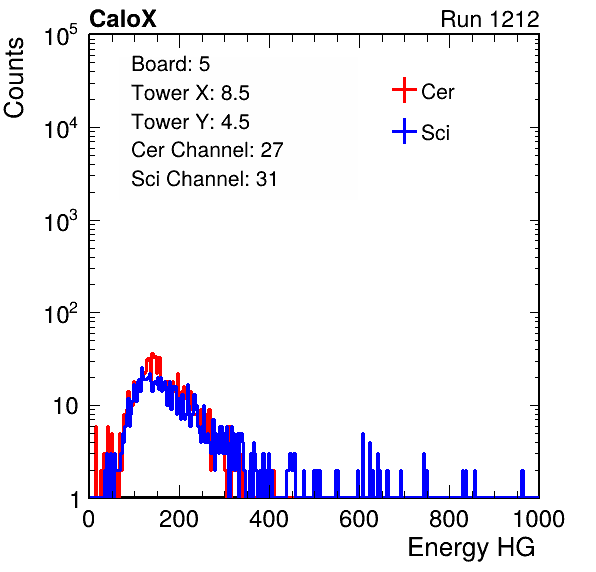 CaloX Run 1212
Counts
10^5
10^4
10^3
10^2
10
1
Board: 5
Tower X: 8.5
Tower Y: 4.5
Cer Channel: 27
Sci Channel: 31
Cer
Sci
0 200 400 600 800 1000
Energy HG